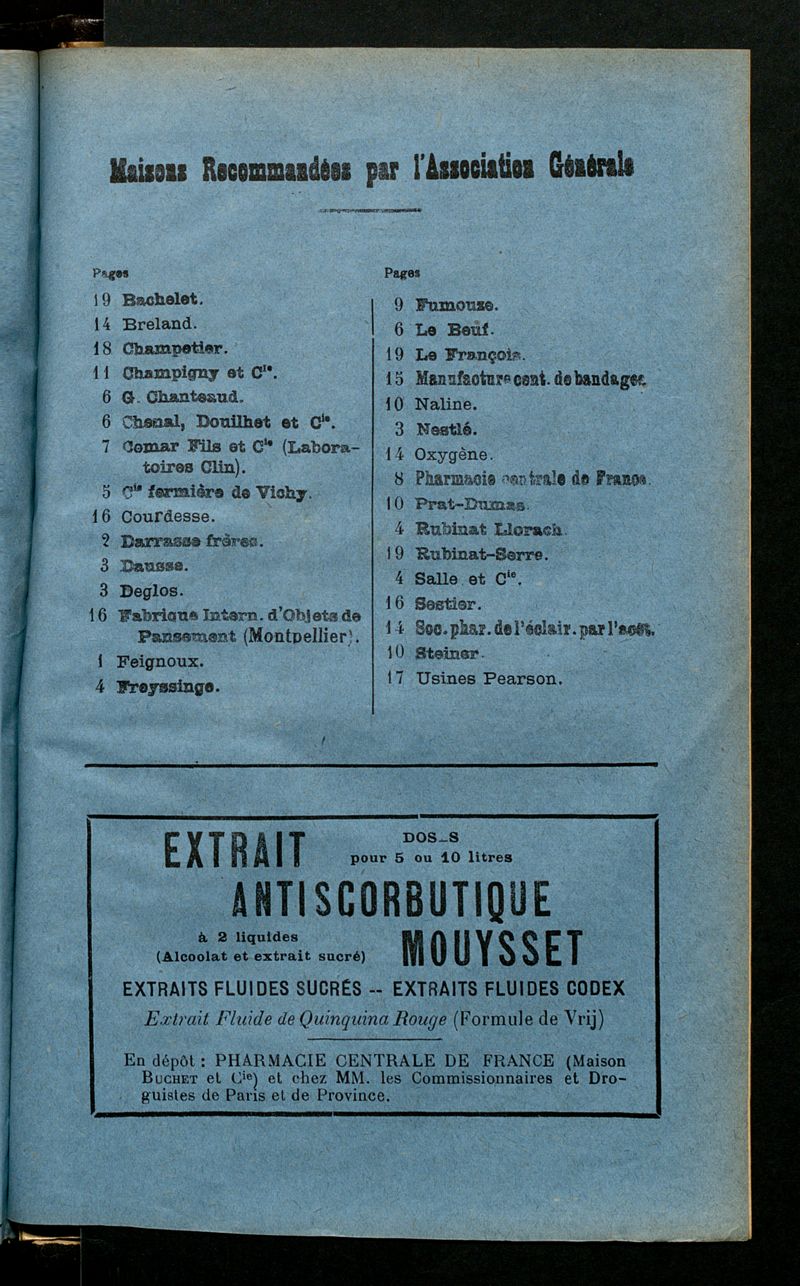 Maisons Recommandées par l'Association Générale
Pages
19 Bachelet.
14 Breland.
18 Champetier.
11 Champigny et Cie.
6 G. Chanteaud.
6 Chenal, Douilhet et Cie.
7 Comar Fils et Cie (Labora-
toires Clin).
5 Cie fermière de Vichy.
16 Courdesse.
2 Darrasse frères.
3 Dausse.
3 Deglos.
16 Fabrique Intern. d'Objets de
Pansement (Montpellier).
1 Feignoux.
4 Freyssinge.
Pages
9 Fumouze.
6 Le Beuf.
19 Le François.
15 Manufacture cent. de bandages.
10 Naline.
3 Nestlé.
14 Oxygène.
8 Pharmacie centrale de France.
10 Prat-Dumas.
4 Rubinat Llorach.
19 Rubinat-Serre.
4 Salle et Cie.
16 Sestier.
14 Soc. phar. de l'éclair. par l'acét.
10 Steiner.
17 Usines Pearson.
EXTRAIT DOS_S
pour 5 ou 10 litres
ANTISCORBUTIQUE
à 2 liquides
(Alcoolat et extrait sucré) MOUYSSET
EXTRAITS FLUIDES SUCRÉS -- EXTRAITS FLUIDES CODEX
Extrait Fluide de Quinquina Rouge (Formule de Vrij)
En dépôt : PHARMACIE CENTRALE DE FRANCE (Maison
BUCHET et Cie) et chez MM. les Commissionnaires et Dro-
guistes de Paris et de Province.